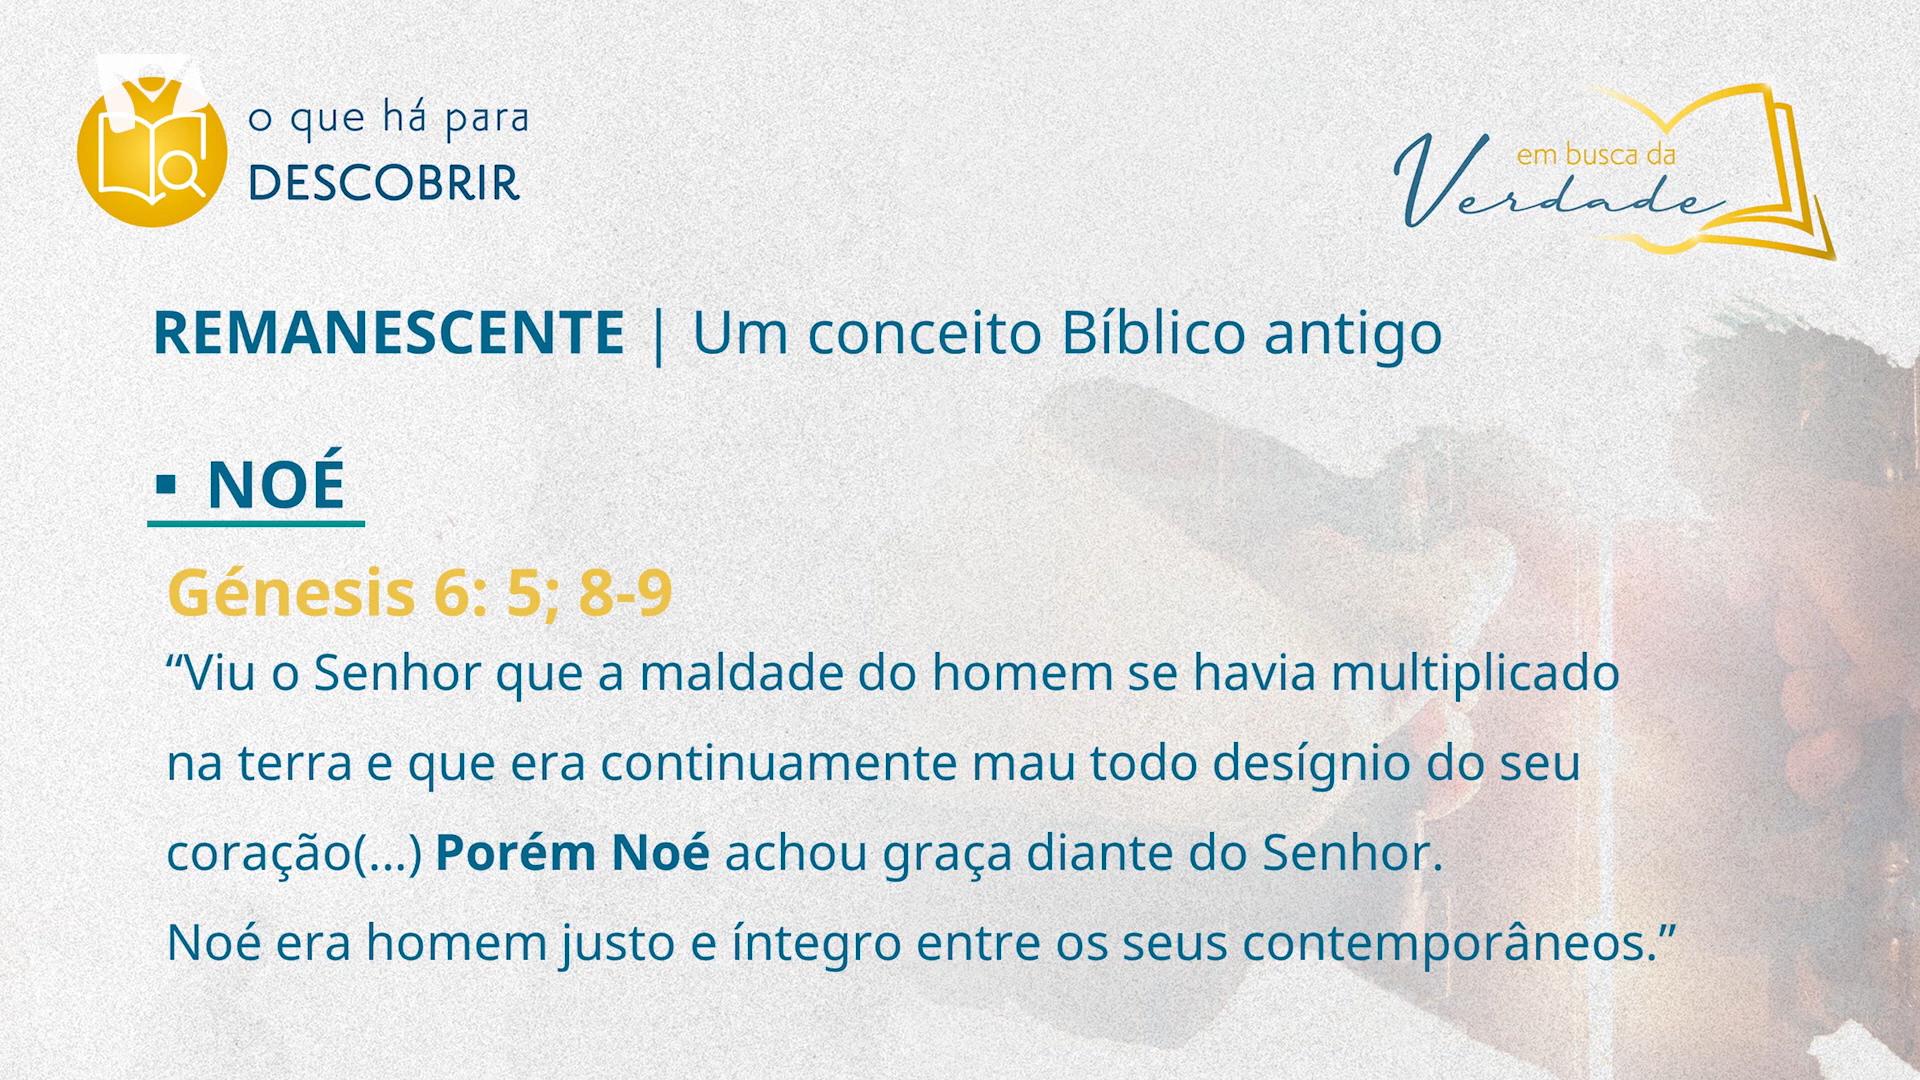 o que há para
DESCOBRIR
em busca da
Verdade
REMANESCENTE | Um conceito Bíblico antigo
▪ NOÉ
Génesis 6: 5; 8-9
“Viu o Senhor que a maldade do homem se havia multiplicado
na terra e que era continuamente mau todo desígnio do seu
coração(...) Porém Noé achou graça diante do Senhor.
Noé era homem justo e íntegro entre os seus contemporâneos.”